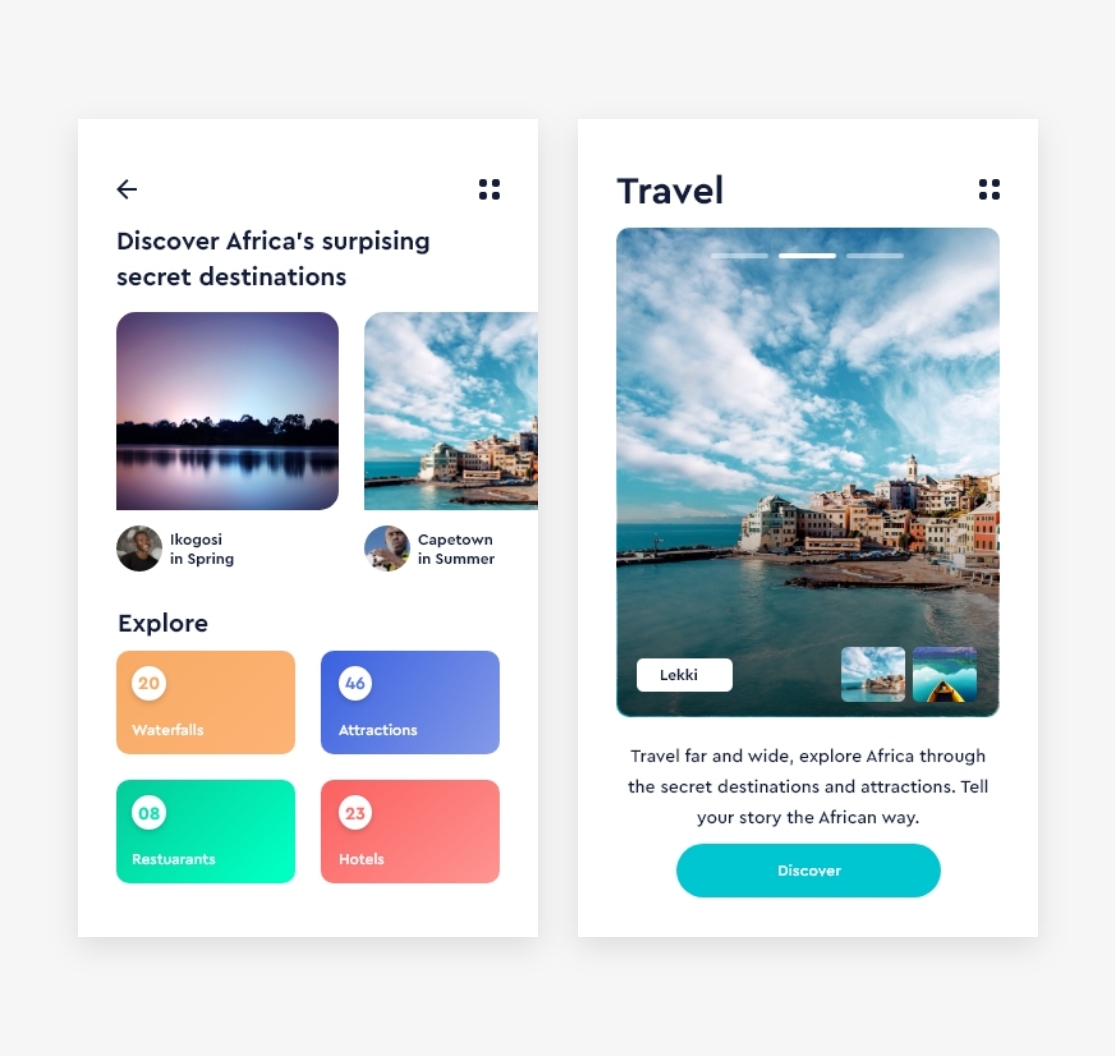 Discover Africa's surpising
secret destinations
Ikogosi
in Spring
Capetown
in Summer
Explore
20
Waterfalls
46
Attractions
08
Restuarants
23
Hotels
Travel
Lekki
Travel far and wide, explore Africa through
the secret destinations and attractions. Tell
your story the African way.
Discover